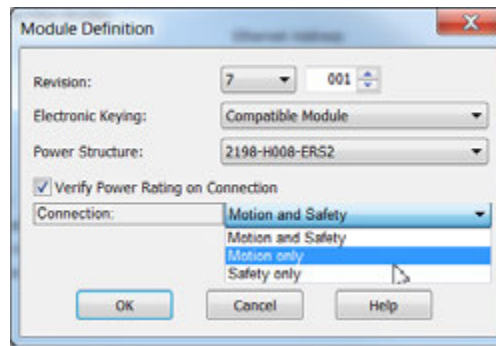 Module Definition
Revision: 7 001
Electronic Keying: Compatible Module
Power Structure: 2198-H008-ERS2
Verify Power Rating on Connection
Connection: Motion and Safety
Motion and Safety
Motion only
Safety only
OK Cancel Help